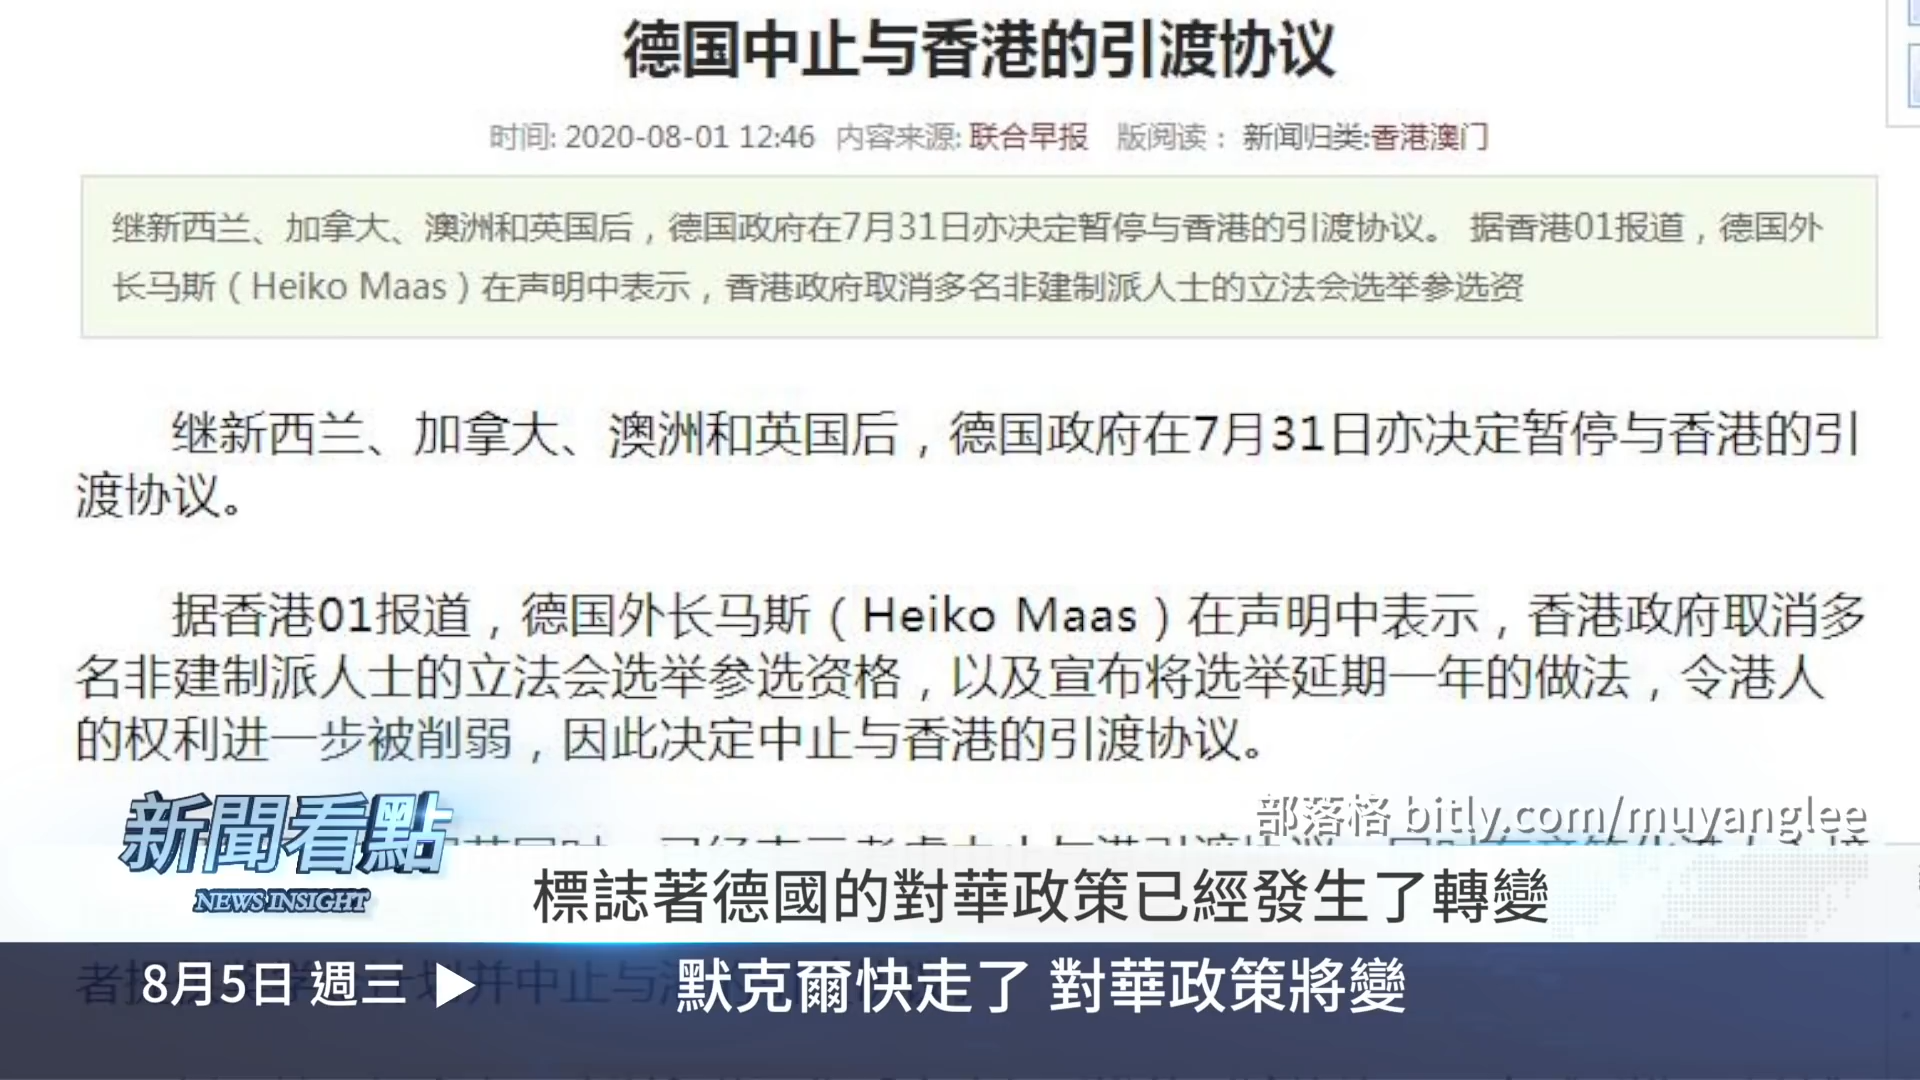 德国中止与香港的引渡协议
时间: 2020-08-01 12:46 内容来源: 联合早报 版阅读： 新闻归类:香港澳门
继新西兰、加拿大、澳洲和英国后，德国政府在7月31日亦决定暂停与香港的引渡协议。 据香港01报道，德国外
长马斯（Heiko Maas）在声明中表示，香港政府取消多名非建制派人士的立法会选举参选资
继新西兰、加拿大、澳洲和英国后，德国政府在7月31日亦决定暂停与香港的引
渡协议。
据香港01报道，德国外长马斯（Heiko Maas）在声明中表示，香港政府取消多
名非建制派人士的立法会选举参选资格，以及宣布将选举延期一年的做法，令港人
的权利进一步被削弱，因此决定中止与香港的引渡协议。
新聞看點
NEWS INSIGHT
部落格 bitly.com/muyanglee
標誌著德國的對華政策已經發生了轉變
8月5日 週三 ▶
默克爾快走了 對華政策將變